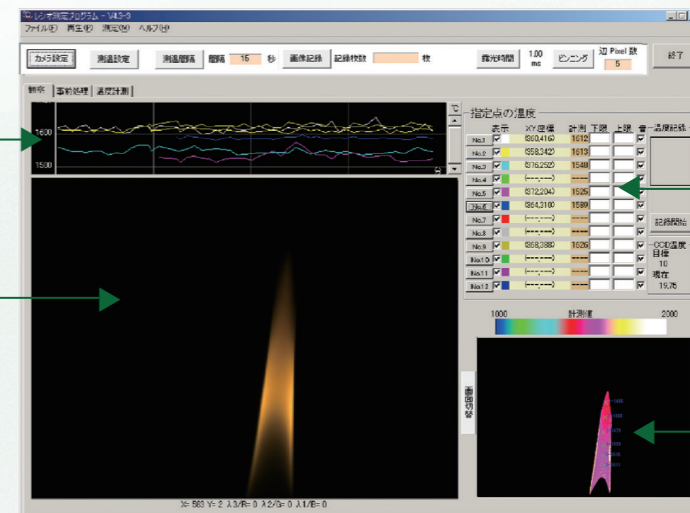 レシオ測定プログラム - V4.3-3
ファイル(F) 再生(P) 測定(M) ヘルプ(H)
カメラ設定 測温設定 測温間隔 間隔 15 秒 画像記録 記録枚数 枚 露光時間 1.00 ms ビニング 辺 Pixel 数 5 終了
観察 事前処理 温度計測
℃
1600
1500
指定点の温度
表示 XY座標 計測 下限 上限 音 温度記録
No.1 (360,416) 1612
No.2 (358,342) 1613
No.3 (376,252) 1548
No.4 (---,---) ----
No.5 (372,204) 1525
No.6 (364,318) 1589
No.7 (---,---) ----
No.8 (---,---) ----
No.9 (368,388) 1626
No.10 (---,---) ----
No.11 (---,---) ----
No.12 (---,---) ----
記録開始
CCD温度
目標
10
現在
19.75
1000 計測値 2000
画面切替
X= 563 Y= 2 λ3/R= 0 λ2/G= 0 λ1/B= 0